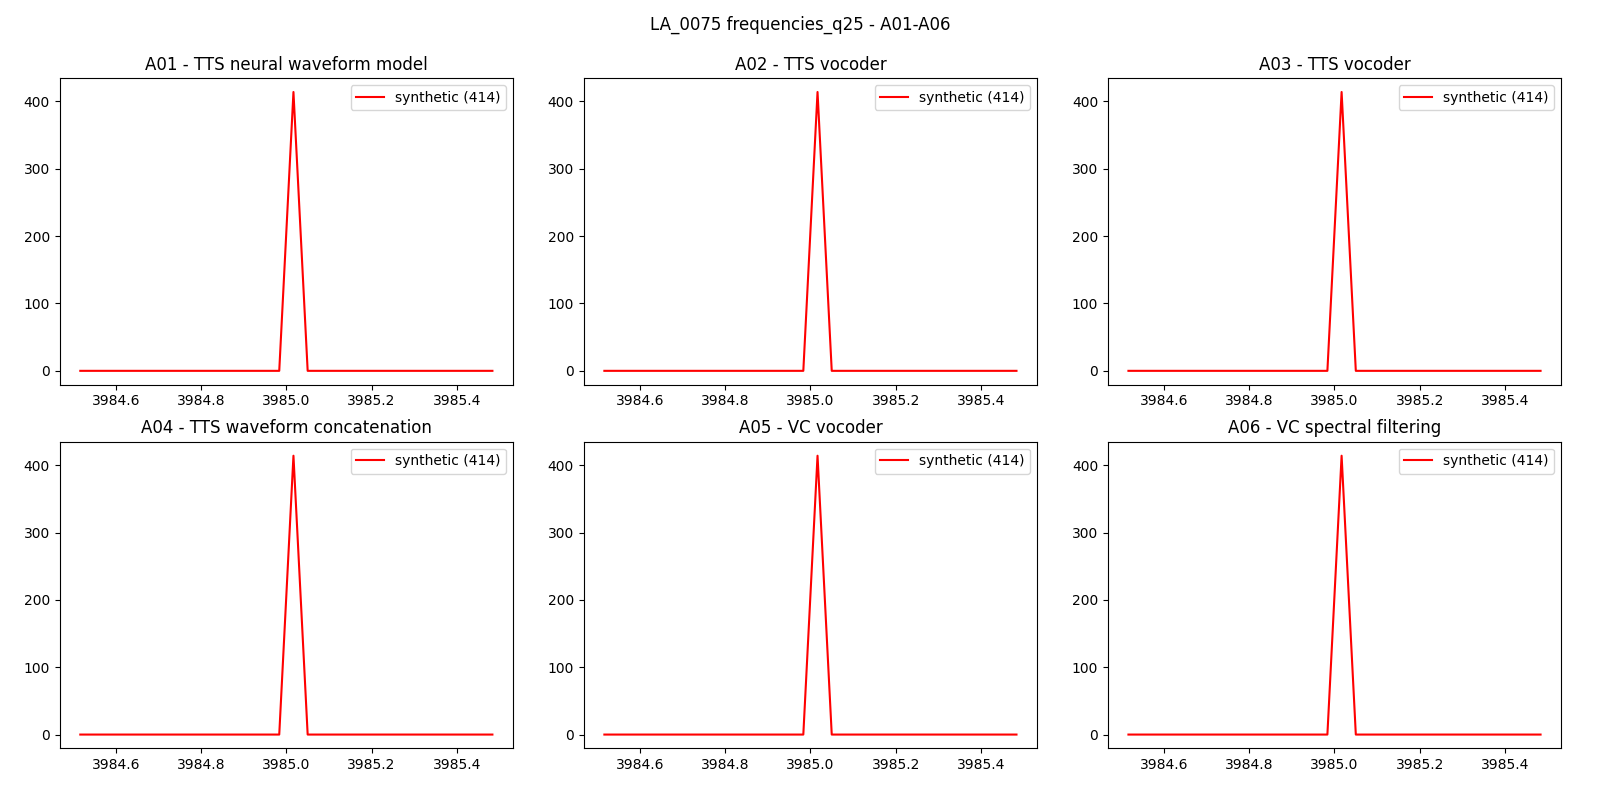 LA_0075 frequencies_q25 - A01-A06
A01 - TTS neural waveform model
A02 - TTS vocoder
A03 - TTS vocoder
synthetic (414)
synthetic (414)
synthetic (414)
400
300
200
100
0
400
300
200
100
0
400
300
200
100
0
3984.6 3984.8 3985.0 3985.2 3985.4
3984.6 3984.8 3985.0 3985.2 3985.4
3984.6 3984.8 3985.0 3985.2 3985.4
A04 - TTS waveform concatenation
A05 - VC vocoder
A06 - VC spectral filtering
synthetic (414)
synthetic (414)
synthetic (414)
400
300
200
100
0
400
300
200
100
0
400
300
200
100
0
3984.6 3984.8 3985.0 3985.2 3985.4
3984.6 3984.8 3985.0 3985.2 3985.4
3984.6 3984.8 3985.0 3985.2 3985.4